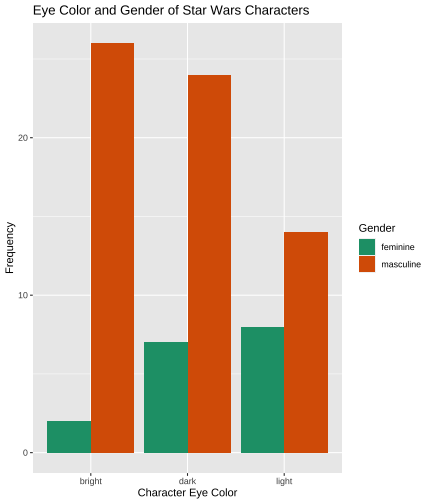 Eye Color and Gender of Star Wars Characters
20
10
0
Frequency
bright dark light
Character Eye Color
Gender
feminine
masculine